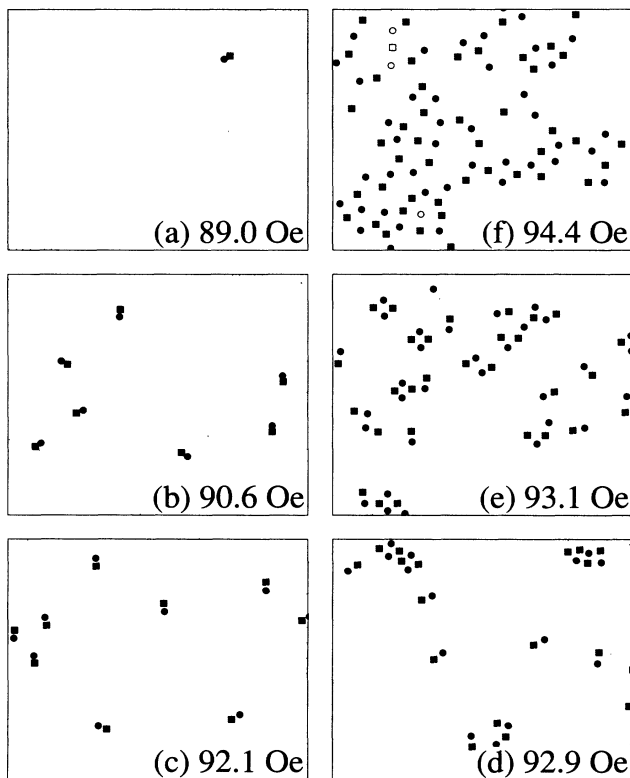 (a) 89.0 Oe
(f) 94.4 Oe
(b) 90.6 Oe
(e) 93.1 Oe
(c) 92.1 Oe
(d) 92.9 Oe